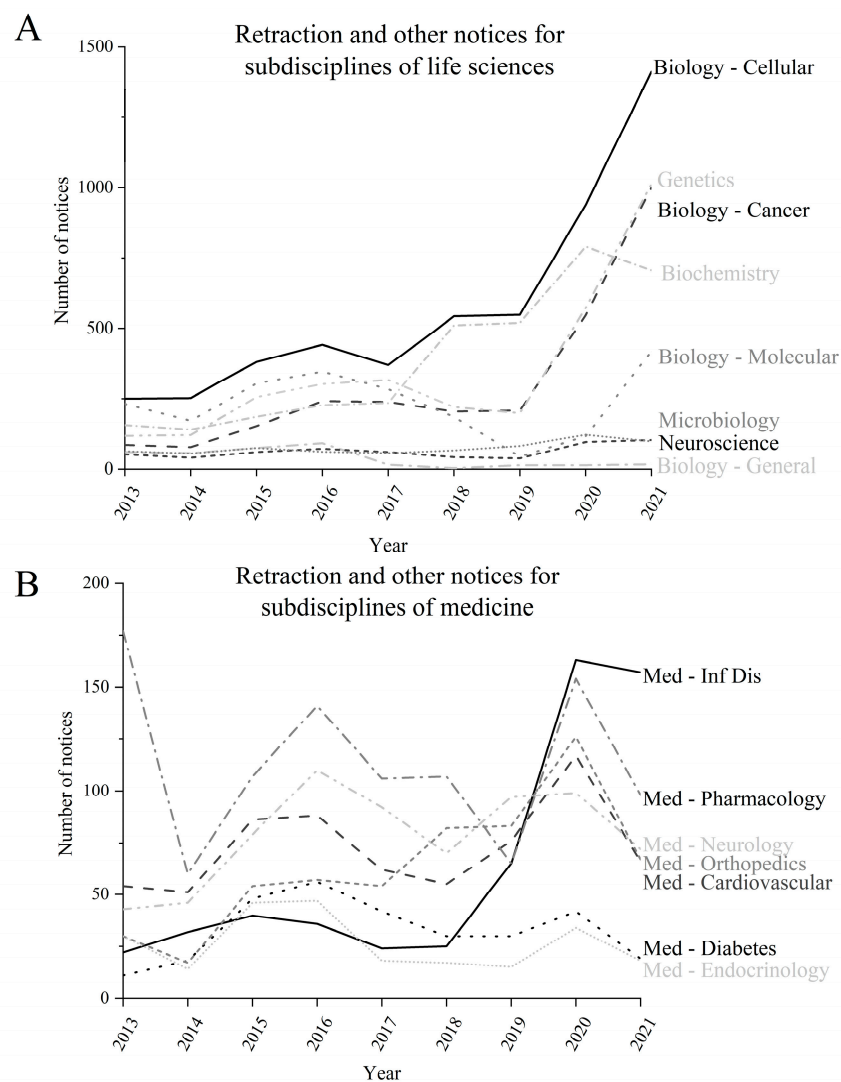 A
Retraction and other notices for
subdisciplines of life sciences
Number of notices
1500
1000
500
0
Biology - Cellular
Genetics
Biology - Cancer
Biochemistry
Biology - Molecular
Microbiology
Neuroscience
Biology - General
2013
2014
2015
2016
2017
2018
2019
2020
2021
Year
B
Retraction and other notices for
subdisciplines of medicine
Number of notices
200
150
100
50
0
Med - Inf Dis
Med - Pharmacology
Med - Neurology
Med - Orthopedics
Med - Cardiovascular
Med - Diabetes
Med - Endocrinology
2013
2014
2015
2016
2017
2018
2019
2020
2021
Year